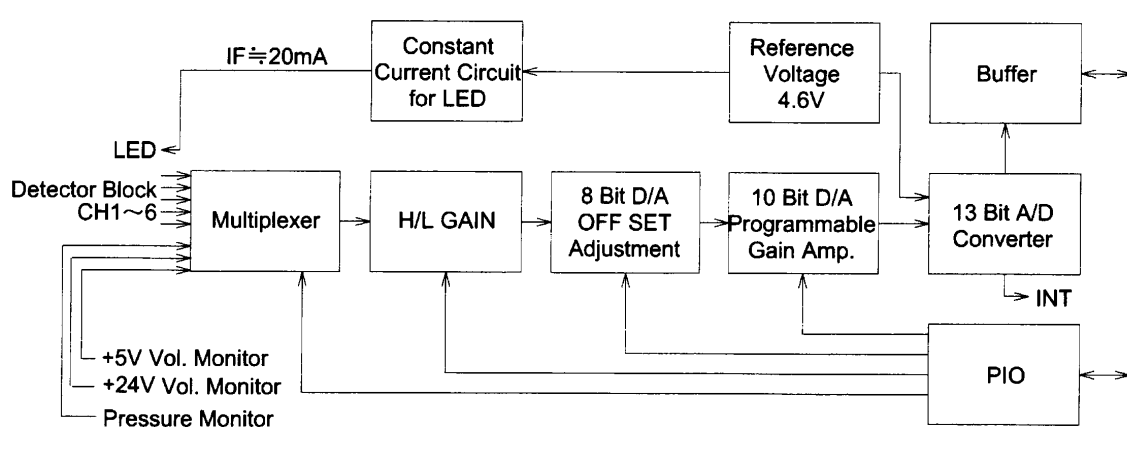 IF≒20mA
Constant
Current Circuit
for LED
Reference
Voltage
4.6V
Buffer
LED
Detector Block
CH1～6
Multiplexer
H/L GAIN
8 Bit D/A
OFF SET
Adjustment
10 Bit D/A
Programmable
Gain Amp.
13 Bit A/D
Converter
INT
+5V Vol. Monitor
+24V Vol. Monitor
Pressure Monitor
PIO